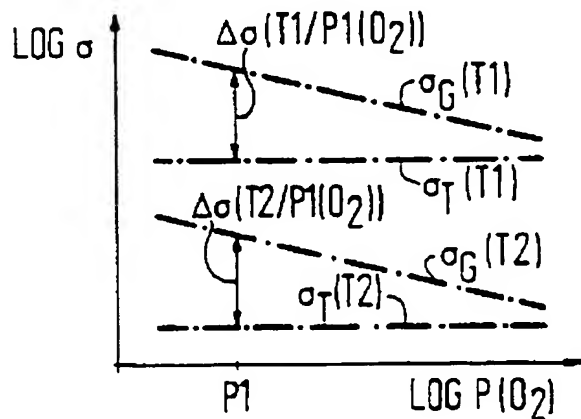 LOG σ
Δσ(T1/P1(O₂))
σG(T1)
σT(T1)
Δσ(T2/P1(O₂))
σG(T2)
σT(T2)
P1
LOG P(O₂)